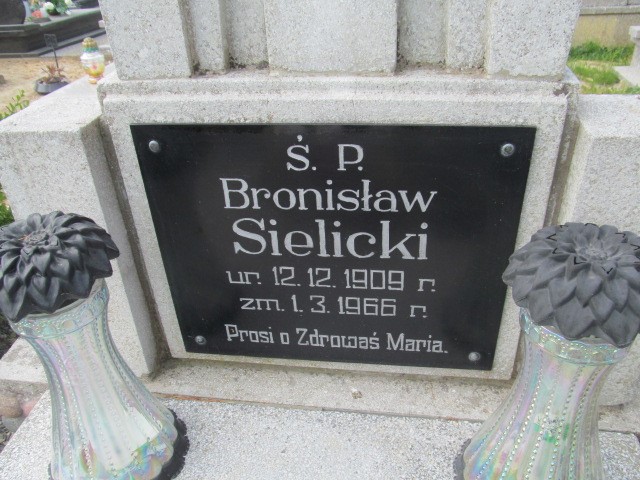 Ś. P.
Bronisław
Sielicki
ur. 12.12.1909 r.
zm. 1.3.1966 r.
Prosi o Zdrowaś Maria.